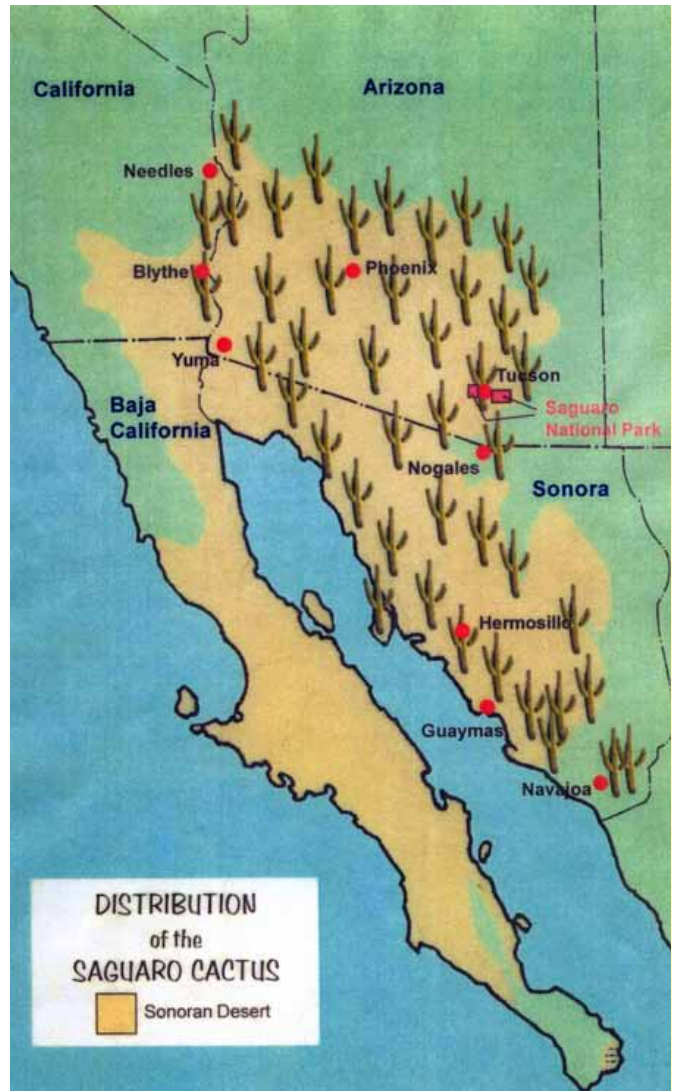 California
Arizona
Needles
Blythe
Phoenix
Yuma
Tucson
Baja
California
Saguaro
National Park
Nogales
Sonora
Hermosillo
Guaymas
Navajoa
DISTRIBUTION
of the
SAGUARO CACTUS
Sonoran Desert